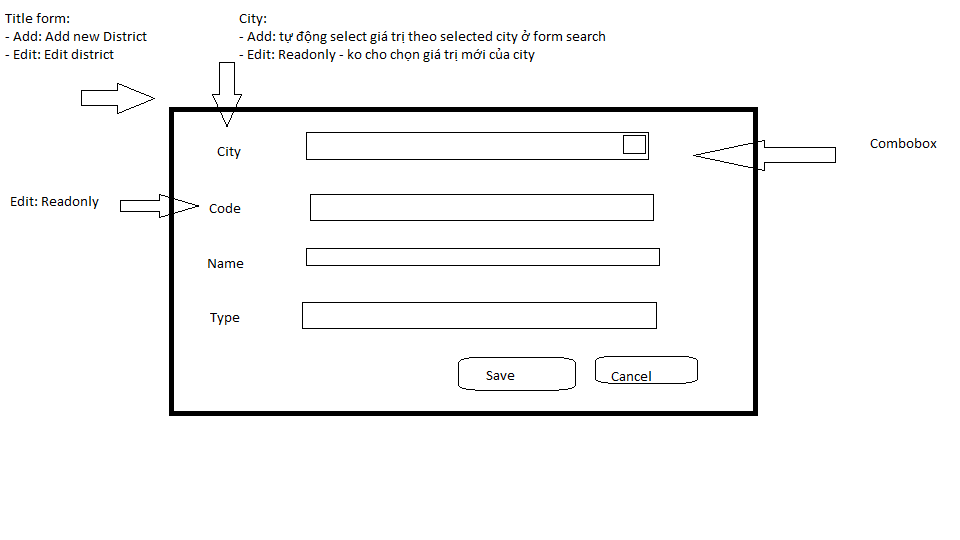 Title form:
- Add: Add new District
- Edit: Edit district
City:
- Add: tự động select giá trị theo selected city ở form search
- Edit: Readonly - ko cho chọn giá trị mới của city
City
Combobox
Edit: Readonly
Code
Name
Type
Save
Cancel